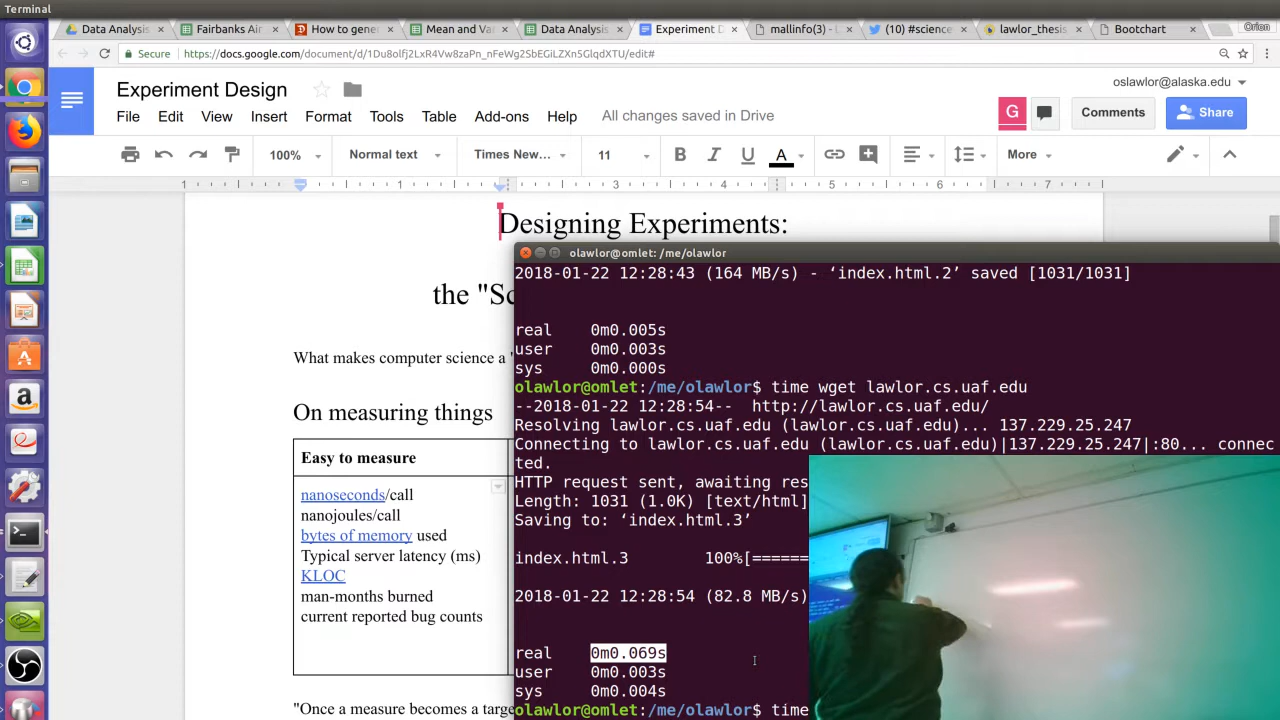 Terminal
Data Analysis
Fairbanks Air
How to gene
Mean and Var
Data Analysis
Experiment D
mallinfo(3) - L
(10) #science
lawlor_thesis
Bootchart
Orion
Secure
https://docs.google.com/document/d/1Du8olfj2LxR4Vw8zaPn_nFeWg2SbEGiLZXn5GlqdXTU/edit#
Experiment Design
oslawlor@alaska.edu
File Edit View Insert Format Tools Table Add-ons Help All changes saved in Drive
G
Comments
Share
100% Normal text Times New... 11 B I U A More
1 1 3 4 5 6 7
Designing Experiments:
the "Sc
What makes computer science a "
On measuring things
Easy to measure
nanoseconds/call
nanojoules/call
bytes of memory used
Typical server latency (ms)
KLOC
man-months burned
current reported bug counts
"Once a measure becomes a targe
olawlor@omlet: /me/olawlor
2018-01-22 12:28:43 (164 MB/s) - ‘index.html.2’ saved [1031/1031]
real 0m0.005s
user 0m0.003s
sys 0m0.000s
olawlor@omlet:/me/olawlor$ time wget lawlor.cs.uaf.edu
--2018-01-22 12:28:54-- http://lawlor.cs.uaf.edu/
Resolving lawlor.cs.uaf.edu (lawlor.cs.uaf.edu)... 137.229.25.247
Connecting to lawlor.cs.uaf.edu (lawlor.cs.uaf.edu)|137.229.25.247|:80... connec
ted.
HTTP request sent, awaiting res
Length: 1031 (1.0K) [text/html]
Saving to: ‘index.html.3’
index.html.3 100%[======
2018-01-22 12:28:54 (82.8 MB/s)
real 0m0.069s
user 0m0.003s
sys 0m0.004s
olawlor@omlet:/me/olawlor$ time